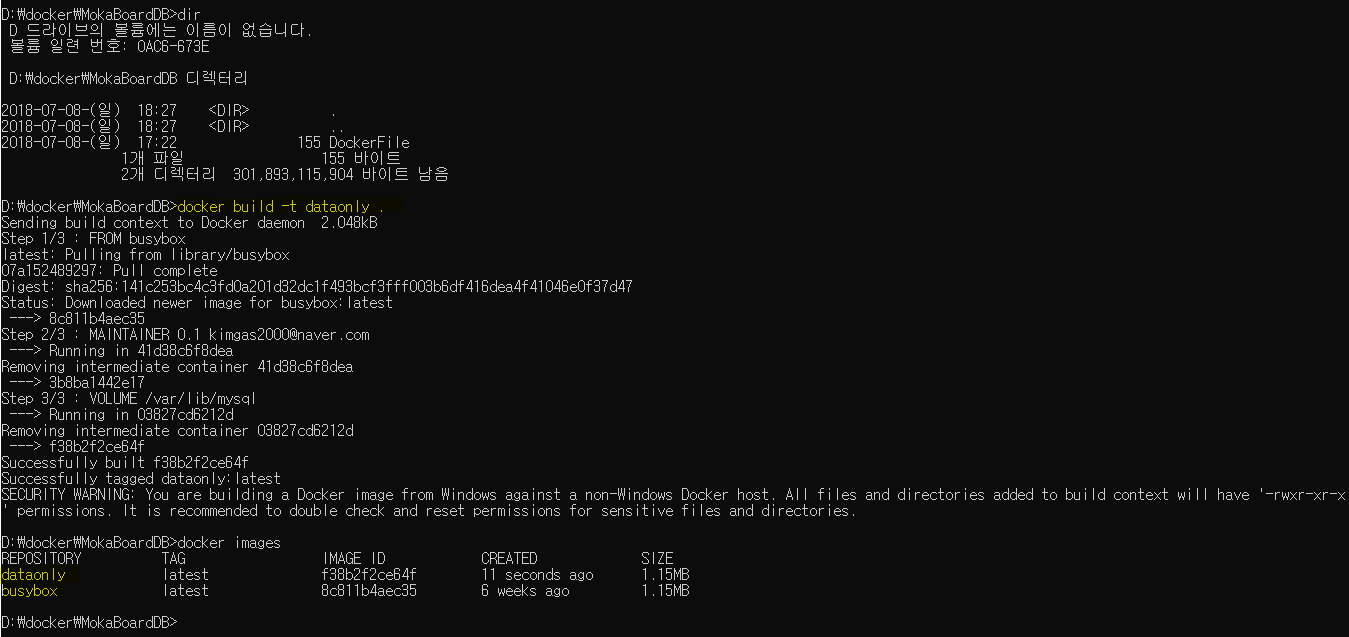 D:₩docker₩MokaBoardDB>dir
 D 드라이브의 볼륨에는 이름이 없습니다.
 볼륨 일련 번호: 0AC6-673E
 D:₩docker₩MokaBoardDB 디렉터리
2018-07-08-(일)  18:27    <DIR>          .
2018-07-08-(일)  18:27    <DIR>          ..
2018-07-08-(일)  17:22               155 DockerFile
               1개 파일                 155 바이트
               2개 디렉터리  301,893,115,904 바이트 남음
D:₩docker₩MokaBoardDB>docker build -t dataonly .
Sending build context to Docker daemon  2.048kB
Step 1/3 : FROM busybox
latest: Pulling from library/busybox
07a152489297: Pull complete
Digest: sha256:141c253bc4c3fd0a201d32dc1f493bcf3fff003b6df416dea4f41046e0f37d47
Status: Downloaded newer image for busybox:latest
 ---> 8c811b4aec35
Step 2/3 : MAINTAINER 0.1 kimgas2000@naver.com
 ---> Running in 41d38c6f8dea
Removing intermediate container 41d38c6f8dea
 ---> 3b8ba1442e17
Step 3/3 : VOLUME /var/lib/mysql
 ---> Running in 03827cd6212d
Removing intermediate container 03827cd6212d
 ---> f38b2f2ce64f
Successfully built f38b2f2ce64f
Successfully tagged dataonly:latest
SECURITY WARNING: You are building a Docker image from Windows against a non-Windows Docker host. All files and directories added to build context will have '-rwxr-xr-x
' permissions. It is recommended to double check and reset permissions for sensitive files and directories.
D:₩docker₩MokaBoardDB>docker images
REPOSITORY          TAG                 IMAGE ID            CREATED             SIZE
dataonly            latest              f38b2f2ce64f        11 seconds ago      1.15MB
busybox             latest              8c811b4aec35        6 weeks ago         1.15MB
D:₩docker₩MokaBoardDB>